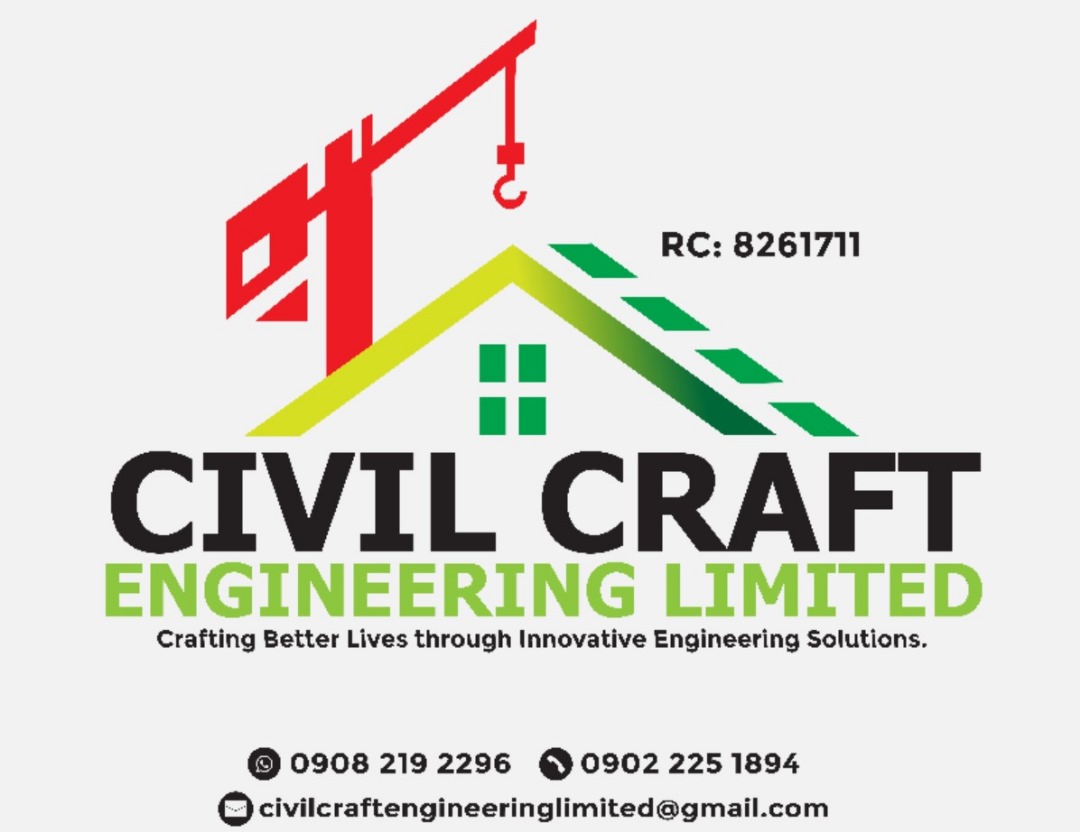 RC: 8261711
CIVIL CRAFT
ENGINEERING LIMITED
Crafting Better Lives through Innovative Engineering Solutions.
0908 219 2296 0902 225 1894
civilcraftengineeringlimited@gmail.com